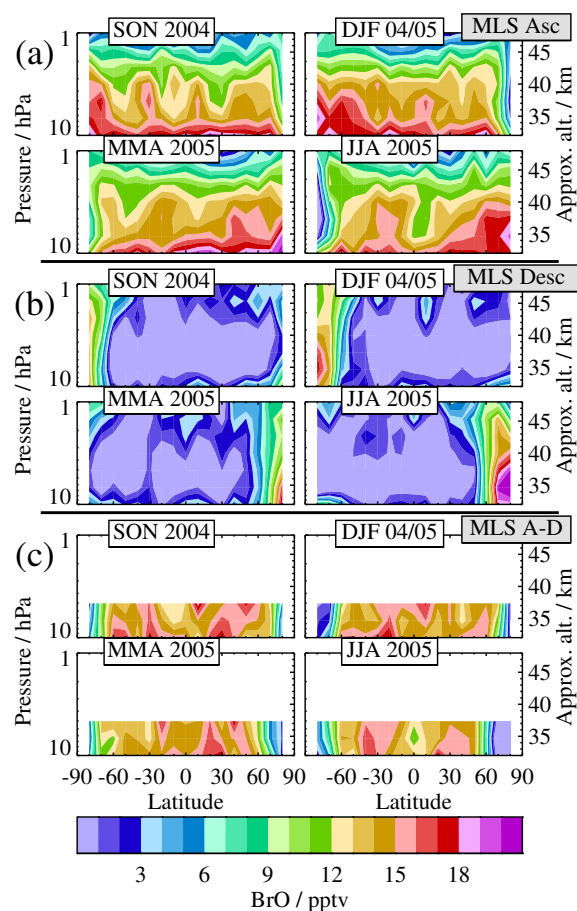 (a) SON 2004 DJF 04/05 MLS Asc
1 45
40
35
10
MMA 2005 JJA 2005
1 45
40
35
10
Pressure / hPa
Approx. alt. / km
(b) SON 2004 DJF 04/05 MLS Desc
1 45
40
35
10
MMA 2005 JJA 2005
1 45
40
35
10
Pressure / hPa
Approx. alt. / km
(c) SON 2004 DJF 04/05 MLS A-D
1 45
40
35
10
MMA 2005 JJA 2005
1 45
40
35
10
Pressure / hPa
Approx. alt. / km
-90 -60 -30 0 30 60 90 -60 -30 0 30 60 90
Latitude Latitude
3 6 9 12 15 18
BrO / pptv